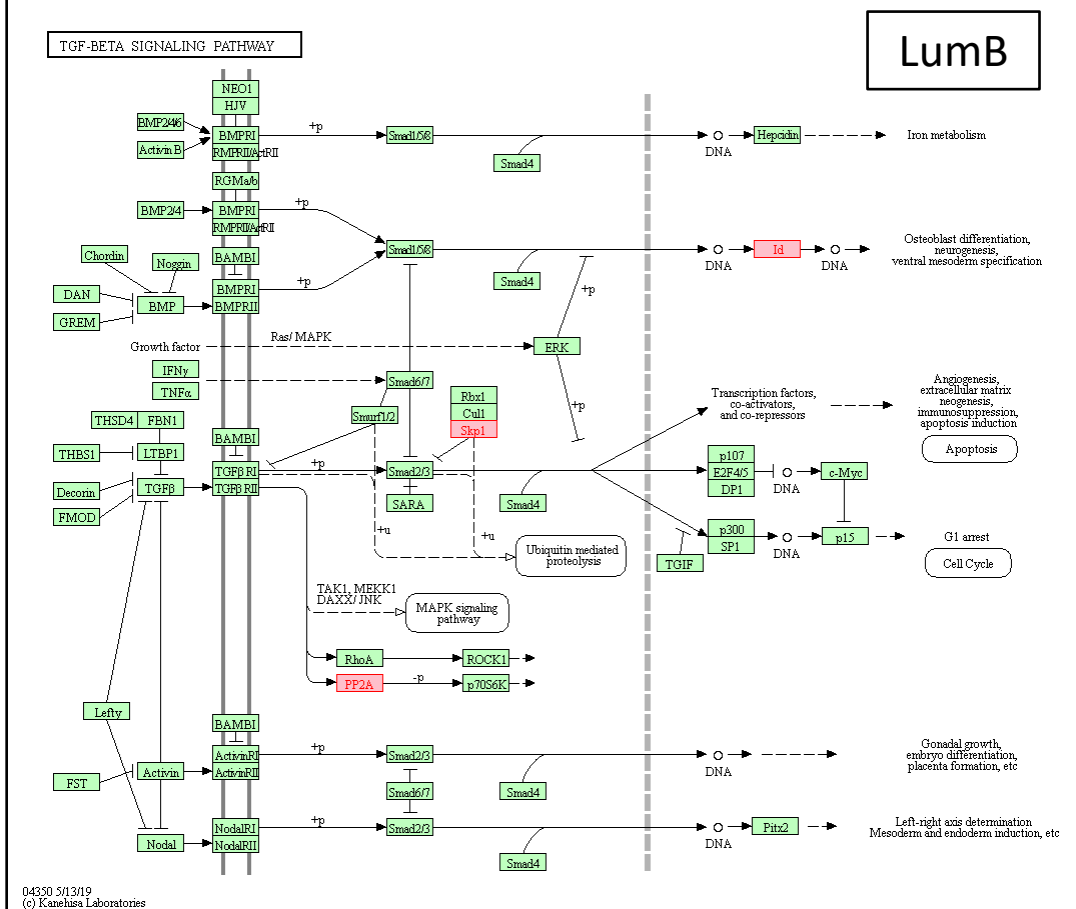 TGF-BETA SIGNALING PATHWAY
LumB
NEO1
HJV
BMP2/4/6
Activin B
BMPRI
RMPRII/ActRII
+p
Smad1/5/8
Smad4
DNA
Hepcidin
Iron metabolism
RGMa/b
BMP2/4
BMPRI
RMPRII/ActRII
+p
Smad1/5/8
Smad4
DNA
Id
DNA
Osteoblast differentiation,
neurogenesis,
ventral mesoderm specification
Chordin
Noggin
DAN
GREM
BMP
BAMBI
BMPRI
BMPRII
+p
+p
Growth factor
Ras/ MAPK
ERK
+p
IFNγ
TNFα
Smad6/7
Smurf1/2
Rbx1
Cul1
Skp1
Transcription factors,
co-activators,
and co-repressors
Angiogenesis,
extracellular matrix
neogenesis,
immunosuppression,
apoptosis induction
Apoptosis
THSD4
FBN1
THBS1
LTBP1
Decorin
FMOD
TGFβ
BAMBI
TGFβ RI
TGFβ RII
+p
Smad2/3
SARA
Smad4
p107
E2F4/5
DP1
DNA
c-Myc
+u
+u
Ubiquitin mediated
proteolysis
TGIF
p300
SP1
DNA
p15
G1 arrest
Cell Cycle
TAK1, MEKK1
DAXX/ JNK
MAPK signaling
pathway
RhoA
ROCK1
PP2A
-p
p70S6K
Lefty
BAMBI
FST
Activin
ActivinRI
ActivinRII
+p
Smad2/3
Smad4
DNA
Gonadal growth,
embryo differentiation,
placenta formation, etc
Smad6/7
Nodal
NodalRI
NodalRII
+p
Smad2/3
Smad4
DNA
Pitx2
Left-right axis determination
Mesoderm and endoderm induction, etc
04350 5/13/19
(c) Kanehisa Laboratories